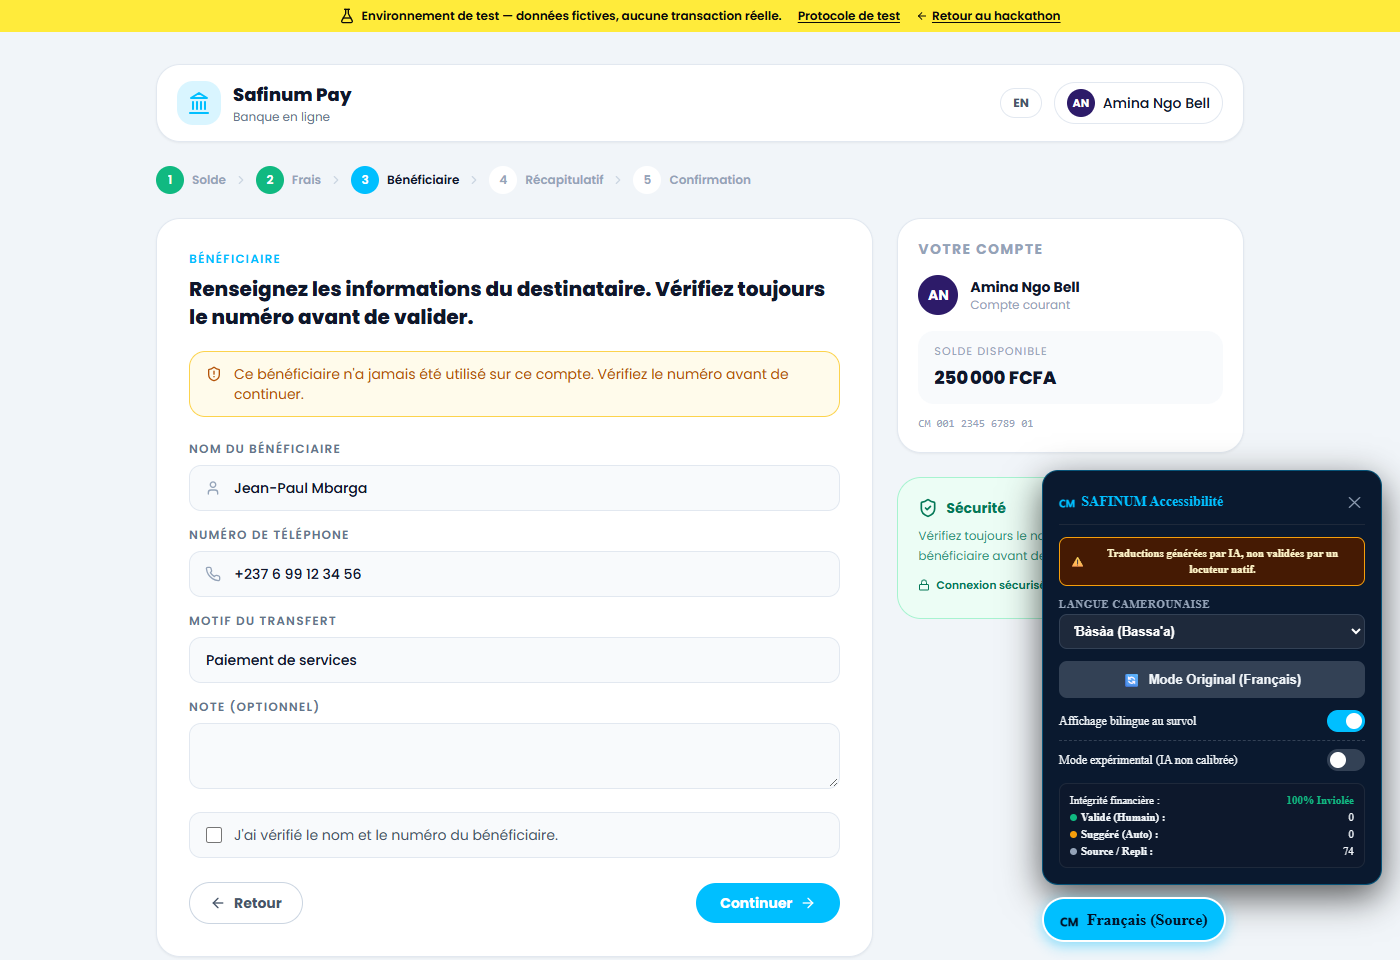 Environnement de test — données fictives, aucune transaction réelle. Protocole de test ← Retour au hackathon
Safinum Pay
Banque en ligne
EN
AN Amina Ngo Bell
1 Solde > 2 Frais > 3 Bénéficiaire > 4 Récapitulatif > 5 Confirmation
BÉNÉFICIAIRE
Renseignez les informations du destinataire. Vérifiez toujours
le numéro avant de valider.
Ce bénéficiaire n'a jamais été utilisé sur ce compte. Vérifiez le numéro avant de
continuer.
NOM DU BÉNÉFICIAIRE
Jean-Paul Mbarga
NUMÉRO DE TÉLÉPHONE
+237 6 99 12 34 56
MOTIF DU TRANSFERT
Paiement de services
NOTE (OPTIONNEL)
J'ai vérifié le nom et le numéro du bénéficiaire.
← Retour
Continuer →
VOTRE COMPTE
AN
Amina Ngo Bell
Compte courant
SOLDE DISPONIBLE
250 000 FCFA
CM 001 2345 6789 01
Sécurité
Vérifiez toujours le
bénéficiaire avant
Connexion
CM SAFINUM Accessibilité
Traductions générées par IA, non validées par un
locuteur natif.
LANGUE CAMEROUNAISE
Ɓàsàa (Bassa'a)
Mode Original (Français)
Affichage bilingue au survol
Mode expérimental (IA non calibrée)
Intégrité financière : 100% Inviolée
Validé (Humain) : 0
Suggéré (Auto) : 0
Source / Repli : 74
CM Français (Source)